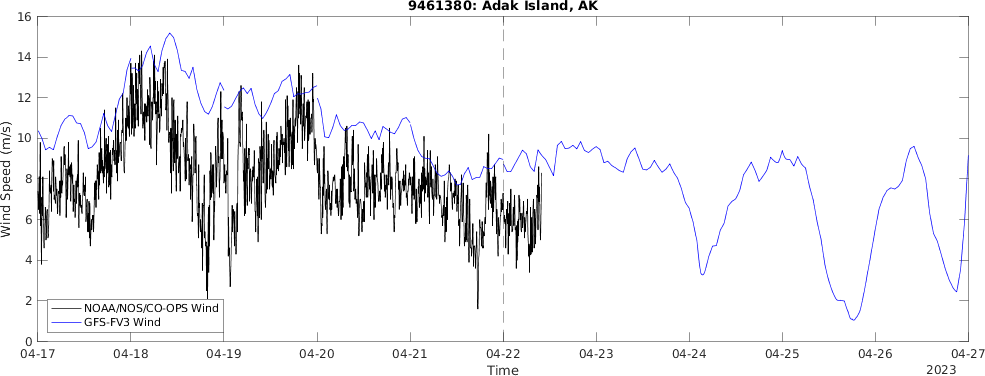 9461380: Adak Island, AK
16
14
12
10
8
6
4
2
0
Wind Speed (m/s)
NOAA/NOS/CO-OPS Wind
GFS-FV3 Wind
04-17 04-18 04-19 04-20 04-21 04-22 04-23 04-24 04-25 04-26 04-27
Time
2023